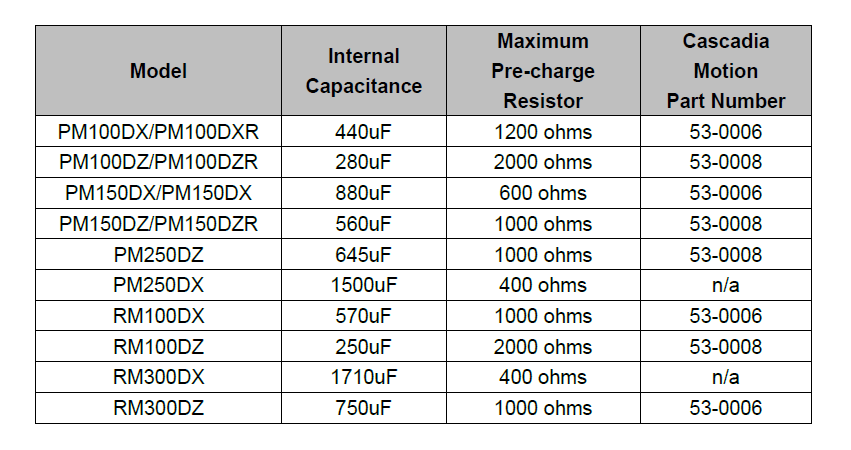 Model Internal Capacitance Maximum Pre-charge Resistor Cascadia Motion Part Number
PM100DX/PM100DXR 440uF 1200 ohms 53-0006
PM100DZ/PM100DZR 280uF 2000 ohms 53-0008
PM150DX/PM150DX 880uF 600 ohms 53-0006
PM150DZ/PM150DZR 560uF 1000 ohms 53-0008
PM250DZ 645uF 1000 ohms 53-0008
PM250DX 1500uF 400 ohms n/a
RM100DX 570uF 1000 ohms 53-0006
RM100DZ 250uF 2000 ohms 53-0008
RM300DX 1710uF 400 ohms n/a
RM300DZ 750uF 1000 ohms 53-0006